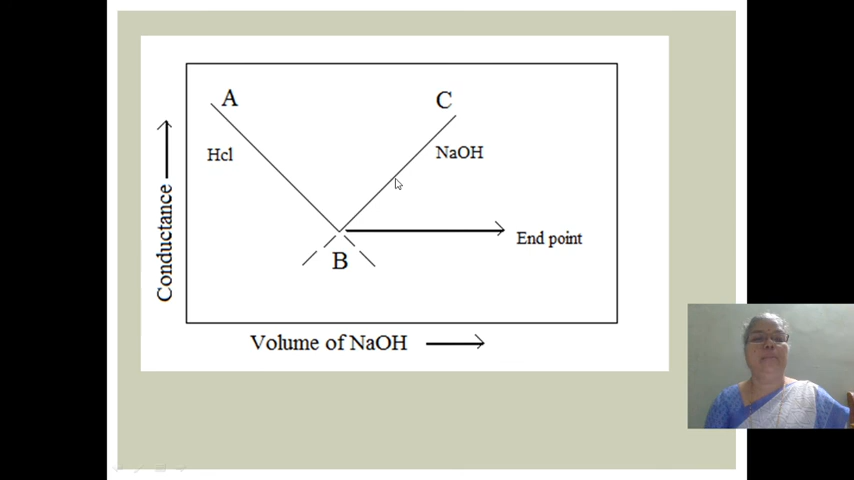 A
C
Hcl
NaOH
Conductance
End point
B
Volume of NaOH